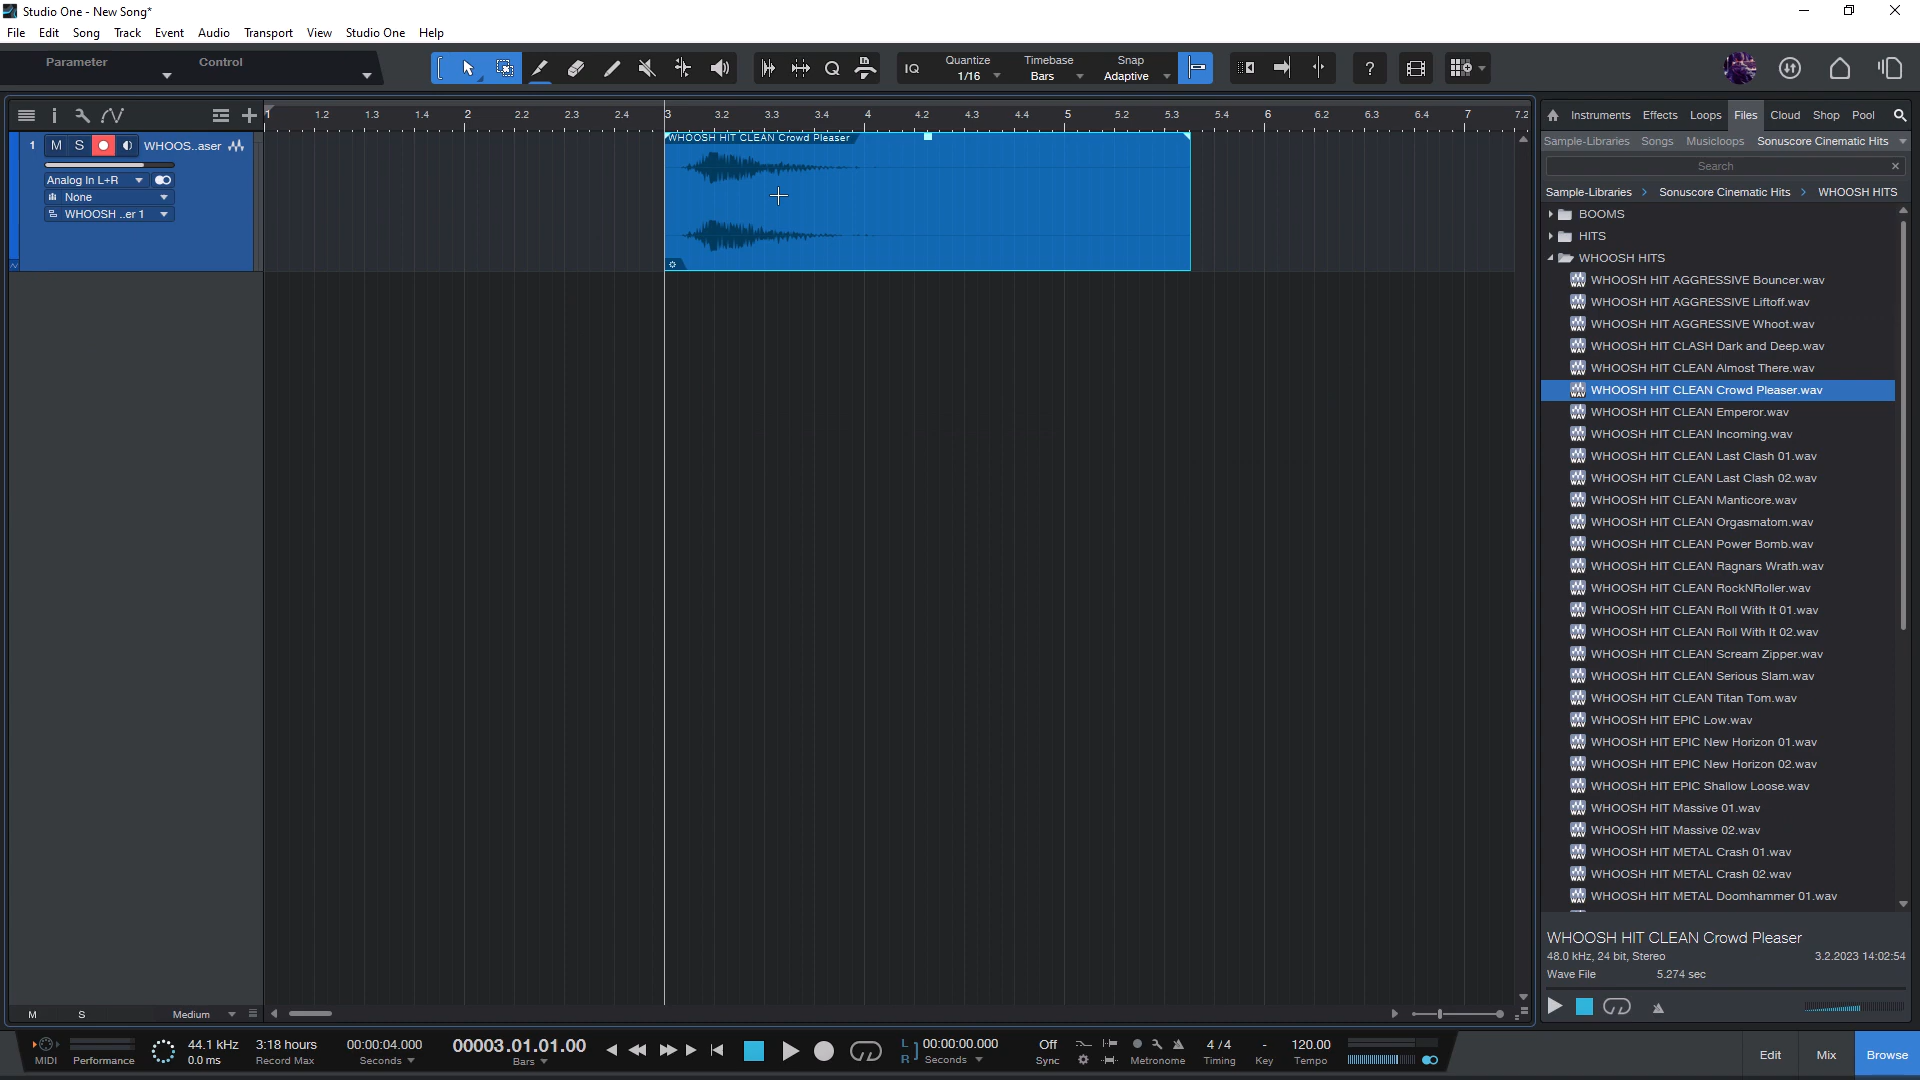 Studio One - New Song*
File Edit Song Track Event Audio Transport View Studio One Help
Parameter Control
IQ Quantize 1/16 Timebase Bars Snap Adaptive ?
Instruments Effects Loops Files Cloud Shop Pool
Sample-Libraries Songs Musicloops Sonuscore Cinematic Hits
Search
Sample-Libraries Sonuscore Cinematic Hits WHOOSH HITS
1 1.2 1.3 1.4 2 2.2 2.3 2.4 3 3.2 3.3 3.4 4 4.2 4.3 4.4 5 5.2 5.3 5.4 6 6.2 6.3 6.4 7 7.2
1 M S WHOOS..aser
Analog In L+R
None
WHOOSH ..er 1
WHOOSH HIT CLEAN Crowd Pleaser
BOOMS
HITS
WHOOSH HITS
WHOOSH HIT AGGRESSIVE Bouncer.wav
WHOOSH HIT AGGRESSIVE Liftoff.wav
WHOOSH HIT AGGRESSIVE Whoot.wav
WHOOSH HIT CLASH Dark and Deep.wav
WHOOSH HIT CLEAN Almost There.wav
WHOOSH HIT CLEAN Crowd Pleaser.wav
WHOOSH HIT CLEAN Emperor.wav
WHOOSH HIT CLEAN Incoming.wav
WHOOSH HIT CLEAN Last Clash 01.wav
WHOOSH HIT CLEAN Last Clash 02.wav
WHOOSH HIT CLEAN Manticore.wav
WHOOSH HIT CLEAN Orgasmatom.wav
WHOOSH HIT CLEAN Power Bomb.wav
WHOOSH HIT CLEAN Ragnars Wrath.wav
WHOOSH HIT CLEAN RockNRoller.wav
WHOOSH HIT CLEAN Roll With It 01.wav
WHOOSH HIT CLEAN Roll With It 02.wav
WHOOSH HIT CLEAN Scream Zipper.wav
WHOOSH HIT CLEAN Serious Slam.wav
WHOOSH HIT CLEAN Titan Tom.wav
WHOOSH HIT EPIC Low.wav
WHOOSH HIT EPIC New Horizon 01.wav
WHOOSH HIT EPIC New Horizon 02.wav
WHOOSH HIT EPIC Shallow Loose.wav
WHOOSH HIT Massive 01.wav
WHOOSH HIT Massive 02.wav
WHOOSH HIT METAL Crash 01.wav
WHOOSH HIT METAL Crash 02.wav
WHOOSH HIT METAL Doomhammer 01.wav
WHOOSH HIT CLEAN Crowd Pleaser
48.0 kHz, 24 bit, Stereo 3.2.2023 14:02:54
Wave File 5.274 sec
M S Medium
44.1 kHz 3:18 hours 00:00:04.000 00003.01.01.00 L 00:00:00.000 Off 4 / 4 - 120.00
MIDI Performance 0.0 ms Record Max Seconds Bars R Seconds Sync Metronome Timing Key Tempo
Edit Mix Browse